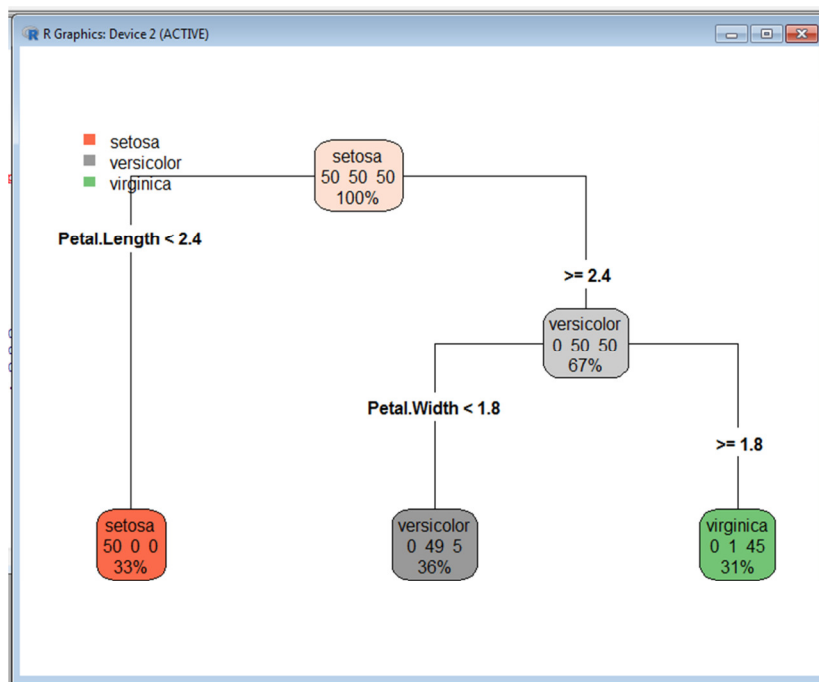 R Graphics: Device 2 (ACTIVE)
setosa
versicolor
virginica
setosa
50 50 50
100%
Petal.Length < 2.4
>= 2.4
versicolor
0 50 50
67%
Petal.Width < 1.8
>= 1.8
setosa
50 0 0
33%
versicolor
0 49 5
36%
virginica
0 1 45
31%